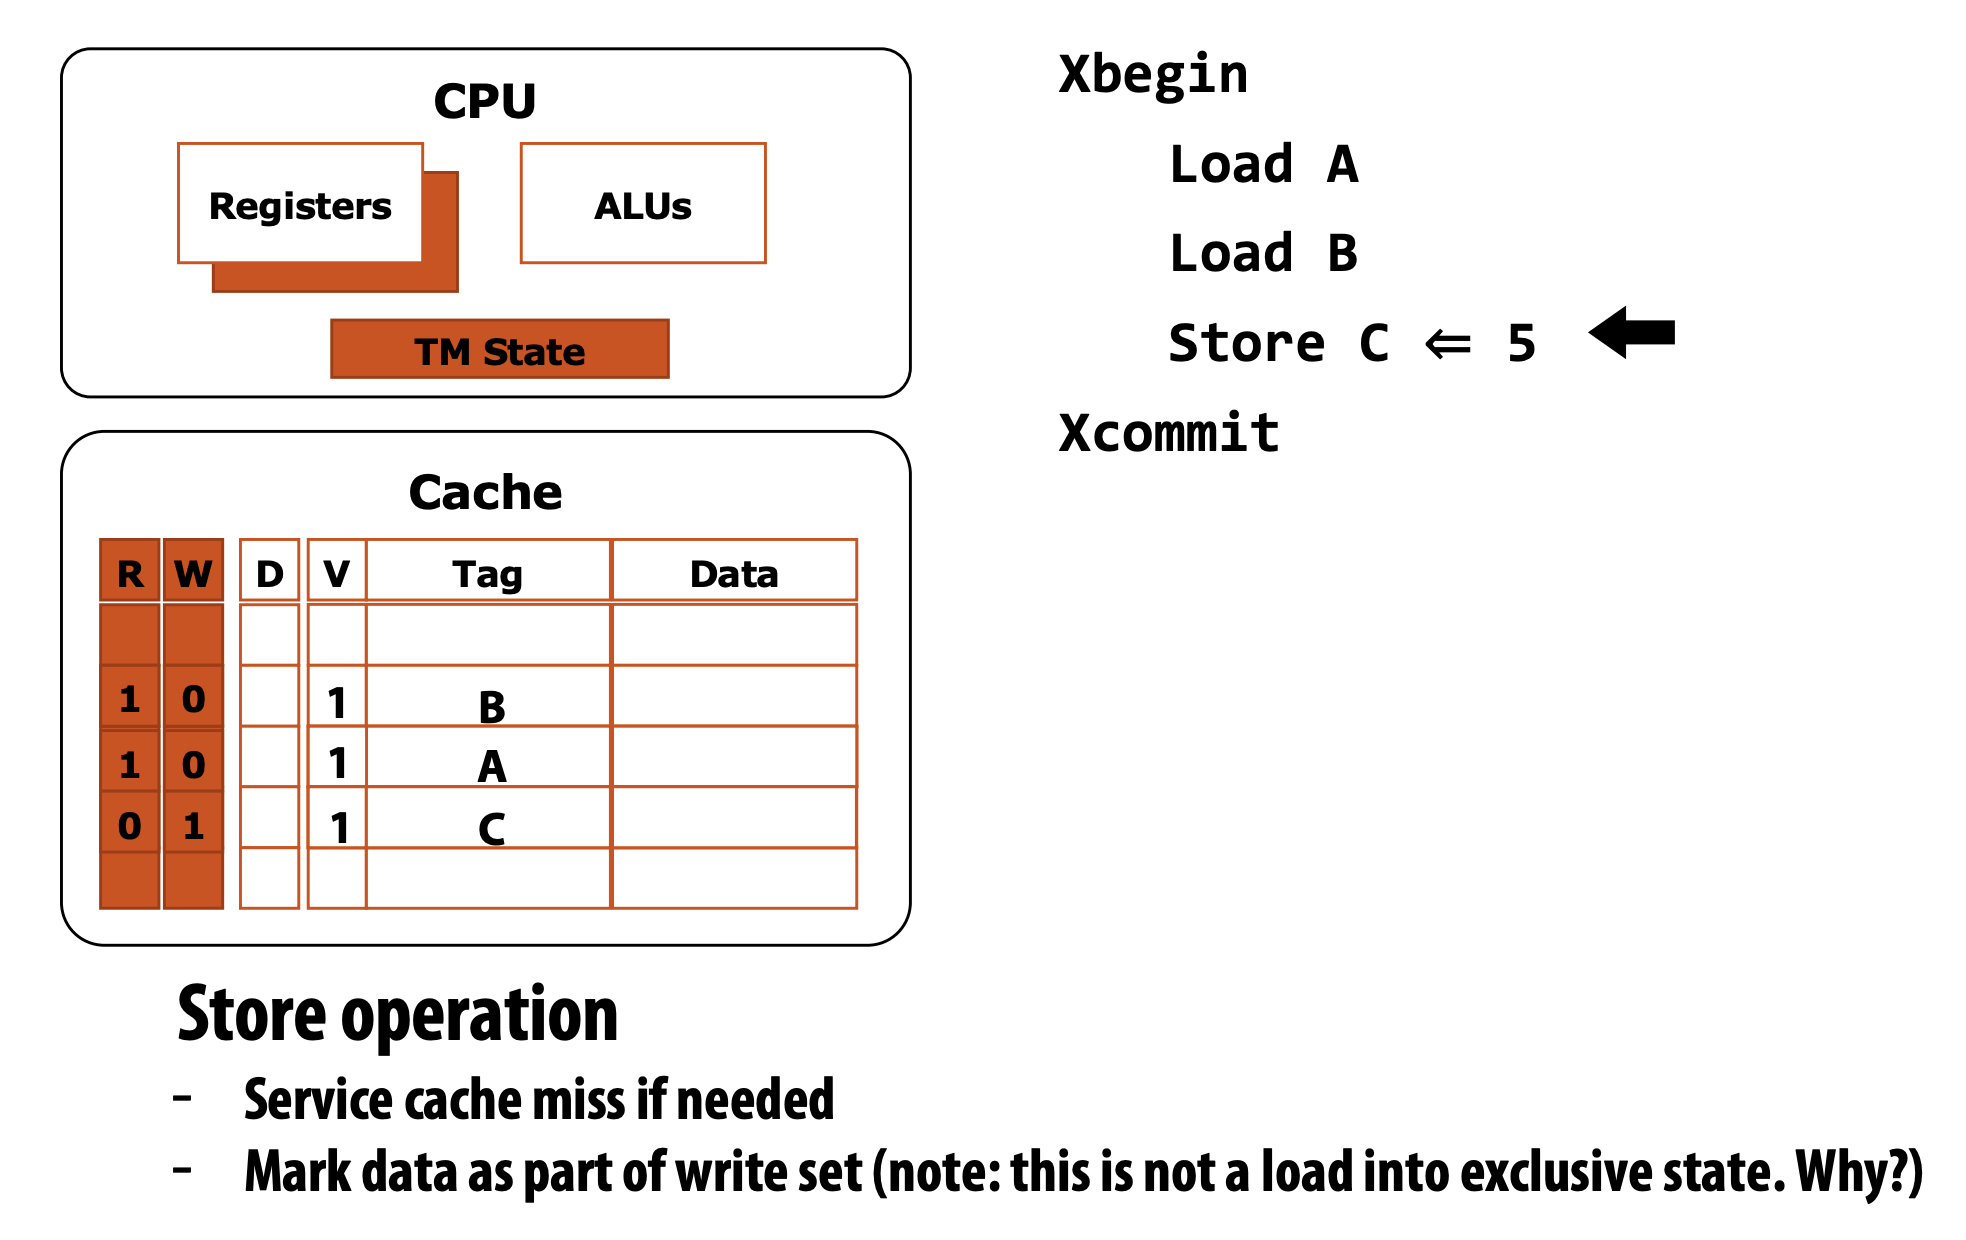 CPU
Registers
ALUs
TM State
Xbegin
Load A
Load B
Store C ⇐ 5
Xcommit
Cache
R W D V Tag Data
1 0 1 B
1 0 1 A
0 1 1 C
Store operation
- Service cache miss if needed
- Mark data as part of write set (note: this is not a load into exclusive state. Why?)